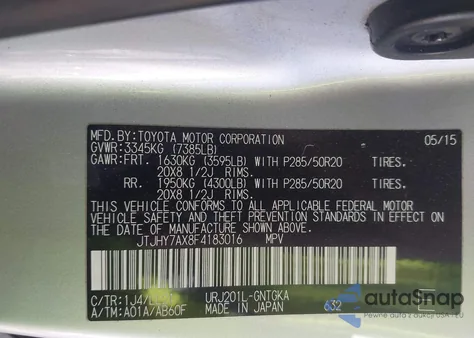 MFD.BY:TOYOTA MOTOR CORPORATION 05/15
GVWR:3345KG (7385LB)
GAWR:FRT. 1630KG (3595LB) WITH P285/50R20 TIRES.
20X8 1/2J RIMS.
RR. 1950KG (4300LB) WITH P285/50R20 TIRES.
20X8 1/2J RIMS.
THIS VEHICLE CONFORMS TO ALL APPLICABLE FEDERAL MOTOR
VEHICLE SAFETY AND THEFT PREVENTION STANDARDS IN EFFECT ON
THE DATE OF MANUFACTURE SHOWN ABOVE.
JTJHY7AX8F4183016 MPV
C/TR:1J4/ URJ201L-GNTGKA
A/TM:A01A/AB60F MADE IN JAPAN 632
autoSnap